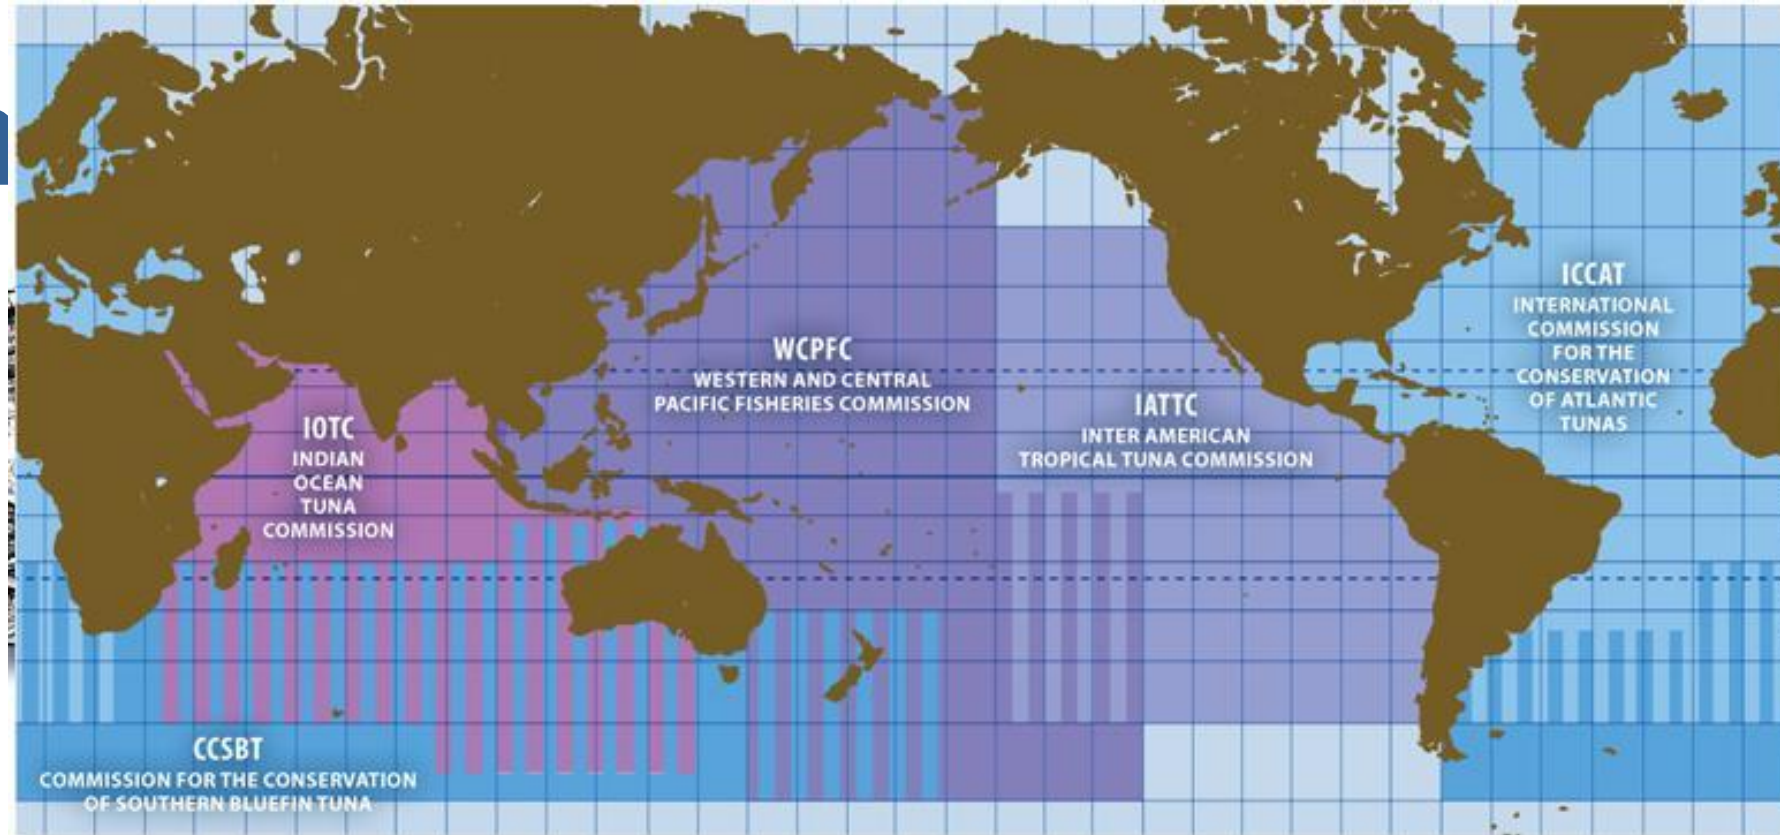 WCPFC
WESTERN AND CENTRAL
PACIFIC FISHERIES COMMISSION
IOTC
INDIAN
OCEAN
TUNA
COMMISSION
IATTC
INTER AMERICAN
TROPICAL TUNA COMMISSION
ICCAT
INTERNATIONAL
COMMISSION
FOR THE
CONSERVATION
OF ATLANTIC
TUNAS
CCSBT
COMMISSION FOR THE CONSERVATION
OF SOUTHERN BLUEFIN TUNA